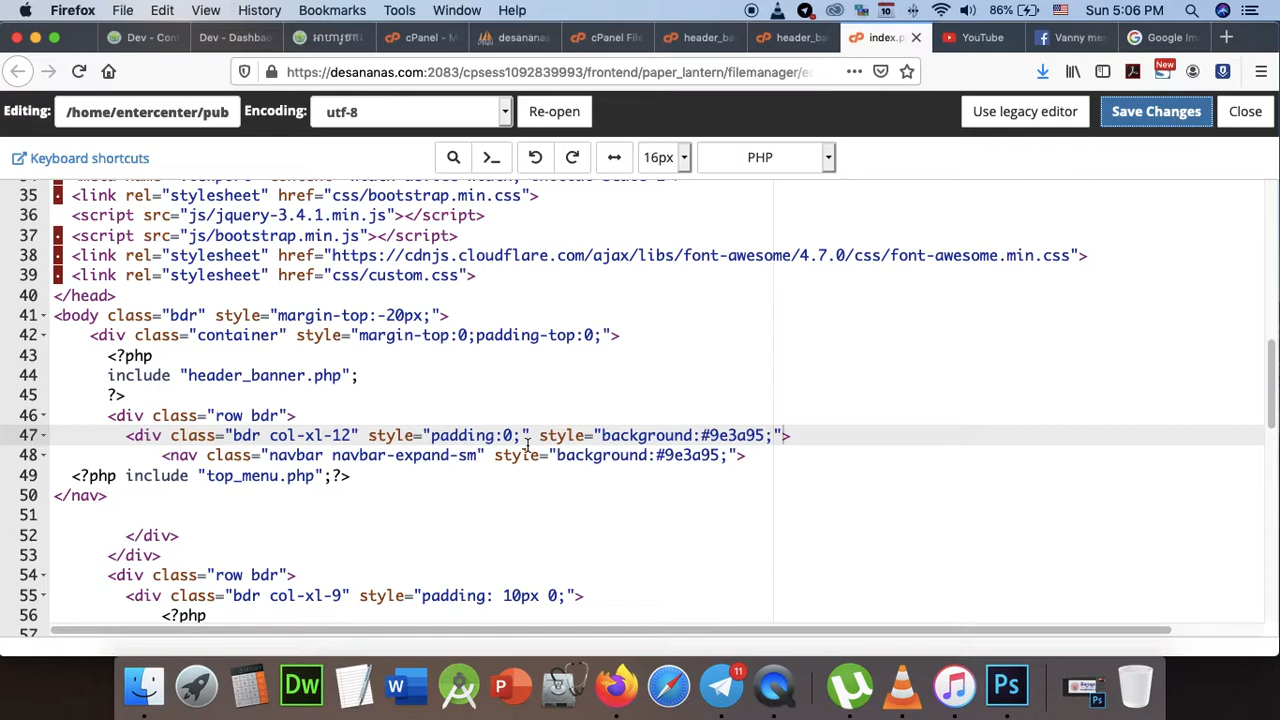 Firefox File Edit View History Bookmarks Tools Window Help 86% Sun 5:06 PM
Dev - Con Dev - Dashboa cPanel - M desananas. cPanel File header_ba header_ba index.p YouTube Vanny me Google Im
https://desananas.com:2083/cpsess1092839993/frontend/paper_lantern/filemanager/e New
Editing: /home/entercenter/pub Encoding: utf-8 Re-open Use legacy editor Save Changes Close
Keyboard shortcuts 16px PHP
35 <link rel="stylesheet" href="css/bootstrap.min.css">
36 <script src="js/jquery-3.4.1.min.js"></script>
37 <script src="js/bootstrap.min.js"></script>
38 <link rel="stylesheet" href="https://cdnjs.cloudflare.com/ajax/libs/font-awesome/4.7.0/css/font-awesome.min.css">
39 <link rel="stylesheet" href="css/custom.css">
40 </head>
41 <body class="bdr" style="margin-top:-20px;">
42 <div class="container" style="margin-top:0;padding-top:0;">
43 <?php
44 include "header_banner.php";
45 ?>
46 <div class="row bdr">
47 <div class="bdr col-xl-12" style="padding:0;" style="background:#9e3a95;">
48 <nav class="navbar navbar-expand-sm" style="background:#9e3a95;">
49 <?php include "top_menu.php";?>
50 </nav>
51
52 </div>
53 </div>
54 <div class="row bdr">
55 <div class="bdr col-xl-9" style="padding: 10px 0;">
56 <?php
57
Dw W P 11 Ps Ps